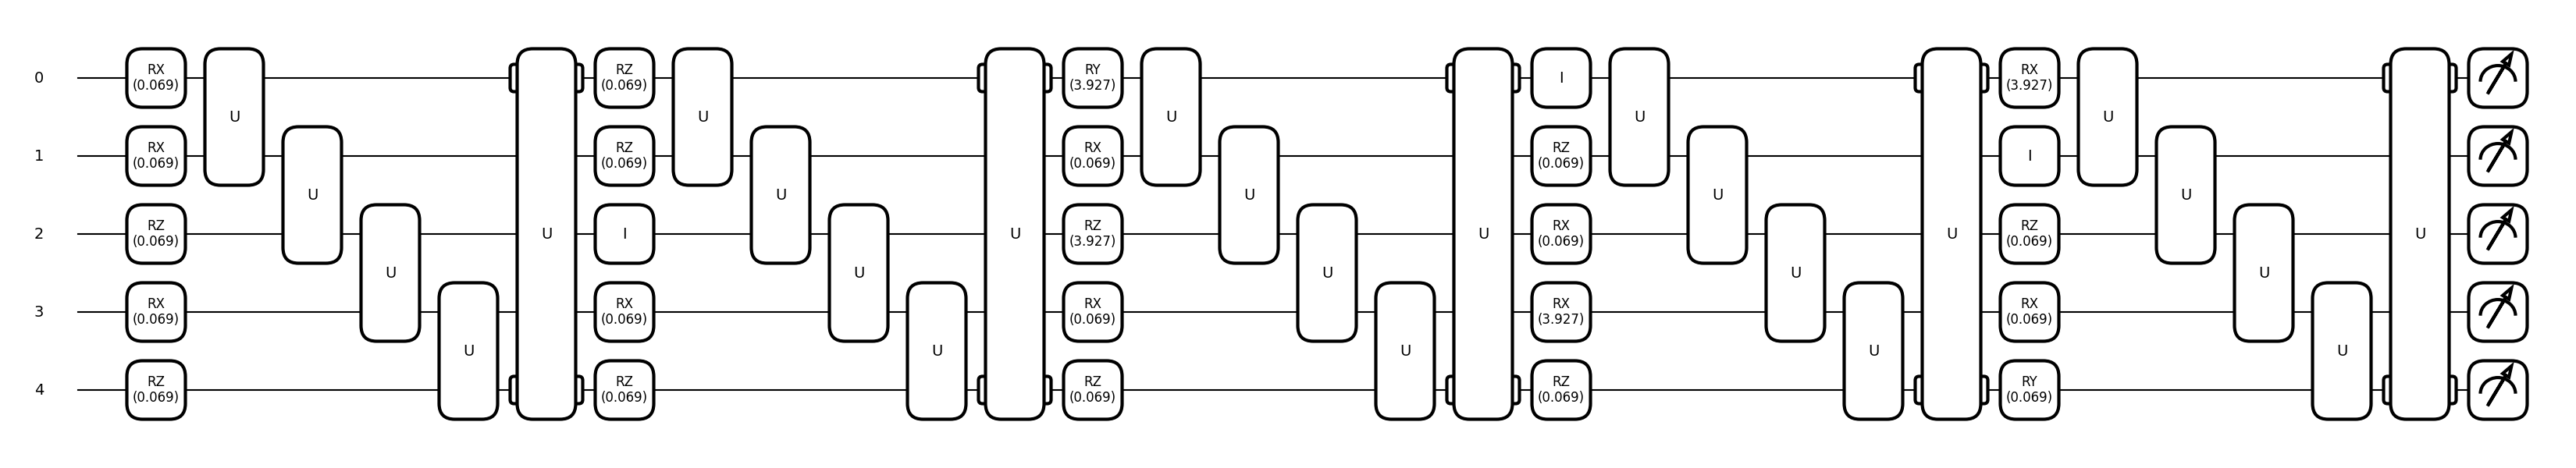 0 RX RZ RY I RX
(0.069) (0.069) (3.927) (3.927)
U U U U U
1 RX RZ RX RZ I
(0.069) (0.069) (0.069) (0.069)
U U U U U
2 RZ I RZ RX RZ
(0.069) (3.927) (0.069) (0.069)
U U U U U
U U U U U
3 RX RX RX RX RX
(0.069) (0.069) (0.069) (3.927) (0.069)
U U U U U
4 RZ RZ RZ RZ RY
(0.069) (0.069) (0.069) (0.069) (0.069)